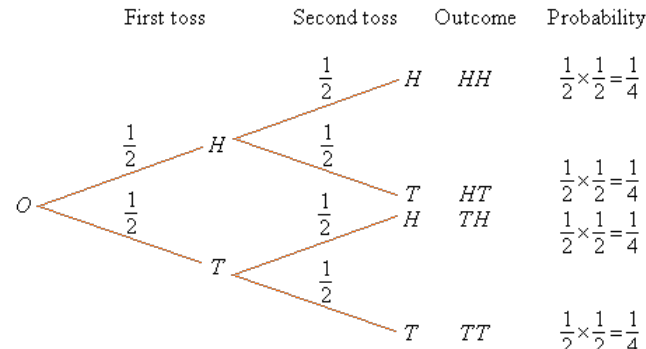 First toss Second toss Outcome Probability
1/2 H HH 1/2 × 1/2 = 1/4
1/2 H
1/2
T HT 1/2 × 1/2 = 1/4
O
1/2 1/2 H TH 1/2 × 1/2 = 1/4
T
1/2
T TT 1/2 × 1/2 = 1/4